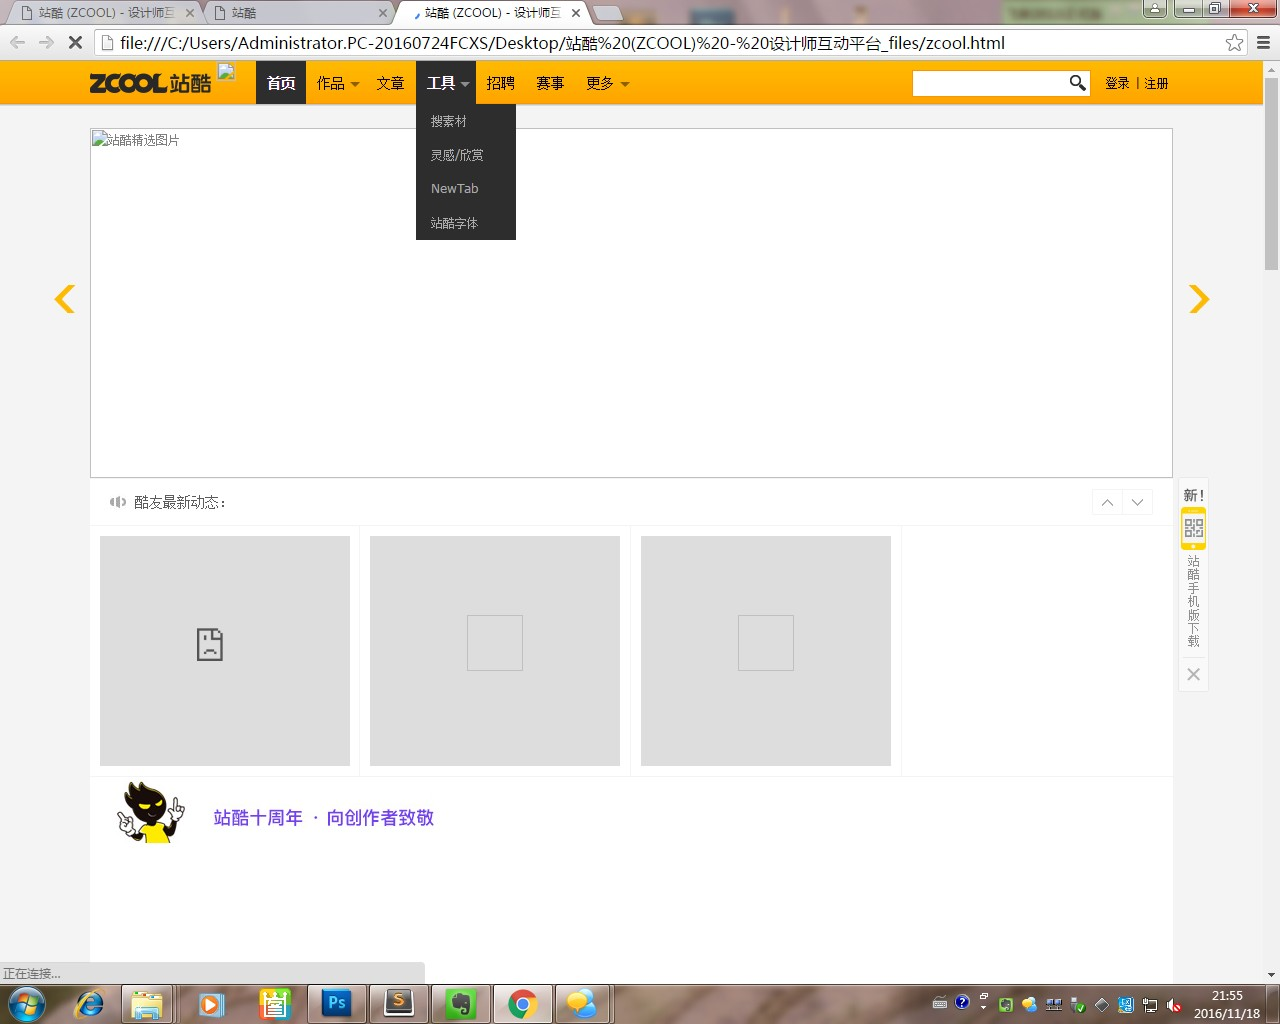 站酷 (ZCOOL) - 设计师互
站酷
站酷 (ZCOOL) - 设计师互
file:///C:/Users/Administrator.PC-20160724FCXS/Desktop/站酷%20(ZCOOL)%20-%20设计师互动平台_files/zcool.html
ZCOOL 站酷
首页
作品
文章
工具
招聘
赛事
更多
登录 | 注册
搜素材
灵感/欣赏
NewTab
站酷字体
站酷精选图片
酷友最新动态：
新！
站酷手机版下载
站酷十周年 · 向创作者致敬
正在连接...
Ps
S
21:55
2016/11/18